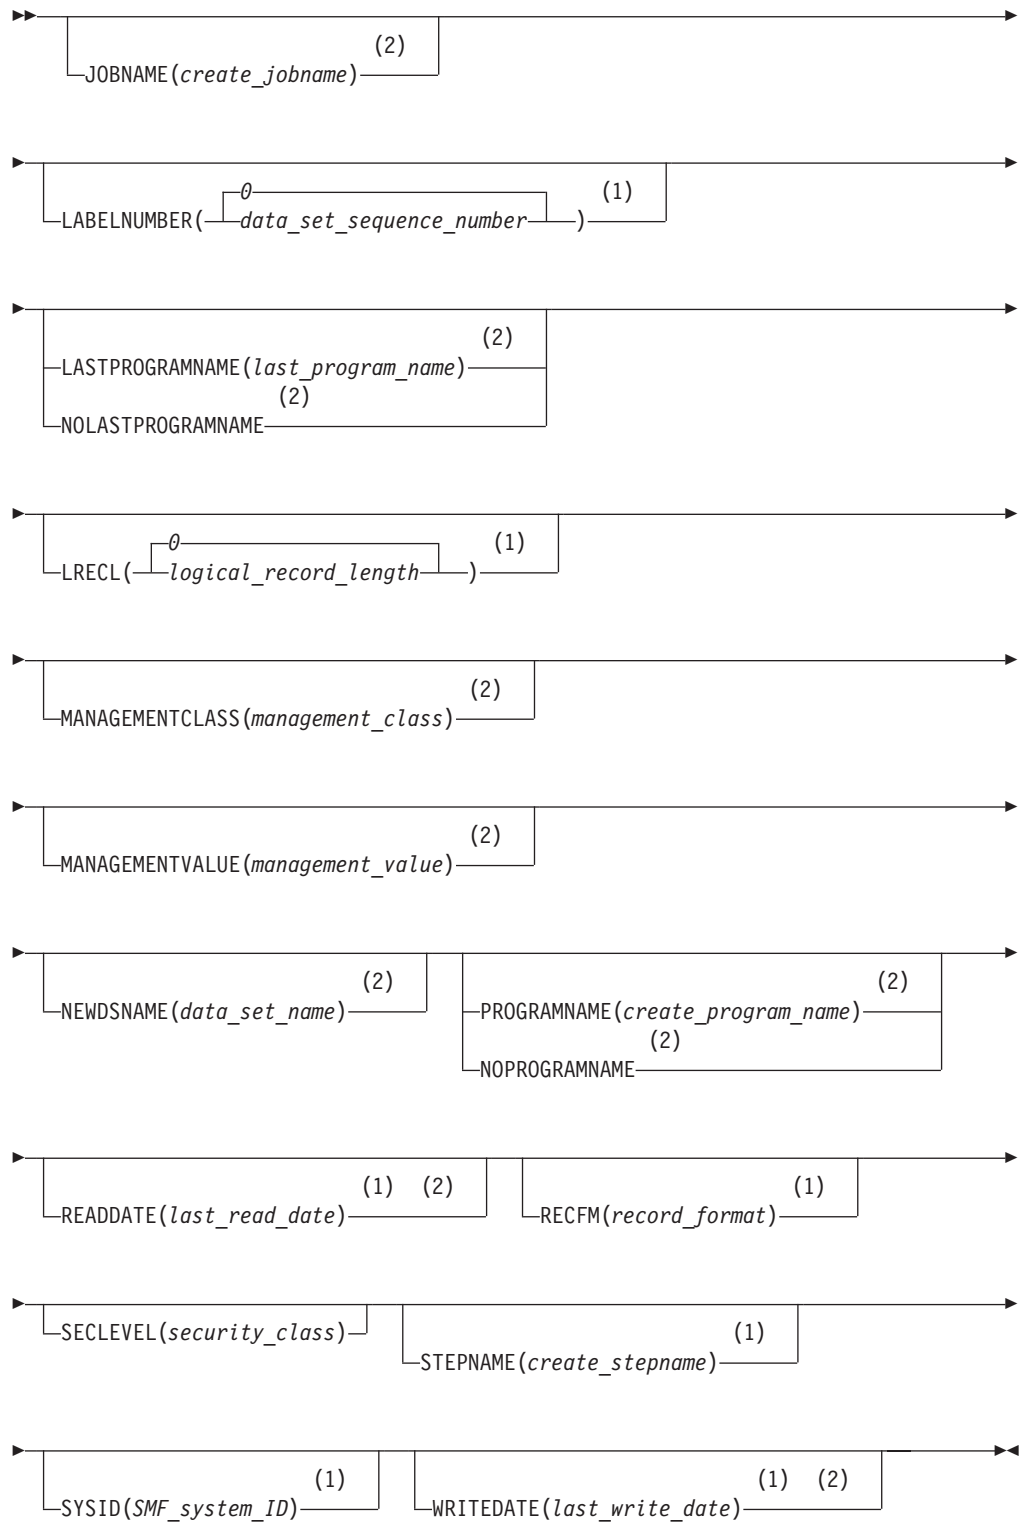 (2)
JOBNAME(create_jobname)
0 (1)
LABELNUMBER( data_set_sequence_number )
(2)
LASTPROGRAMNAME(last_program_name)
(2)
NOLASTPROGRAMNAME
0 (1)
LRECL( logical_record_length )
(2)
MANAGEMENTCLASS(management_class)
(2)
MANAGEMENTVALUE(management_value)
(2) (2)
NEWDSNAME(data_set_name) PROGRAMNAME(create_program_name)
(2)
NOPROGRAMNAME
(1) (2) (1)
READDATE(last_read_date) RECFM(record_format)
SECLEVEL(security_class) (1)
STEPNAME(create_stepname)
(1) (1) (2)
SYSID(SMF_system_ID) WRITEDATE(last_write_date)